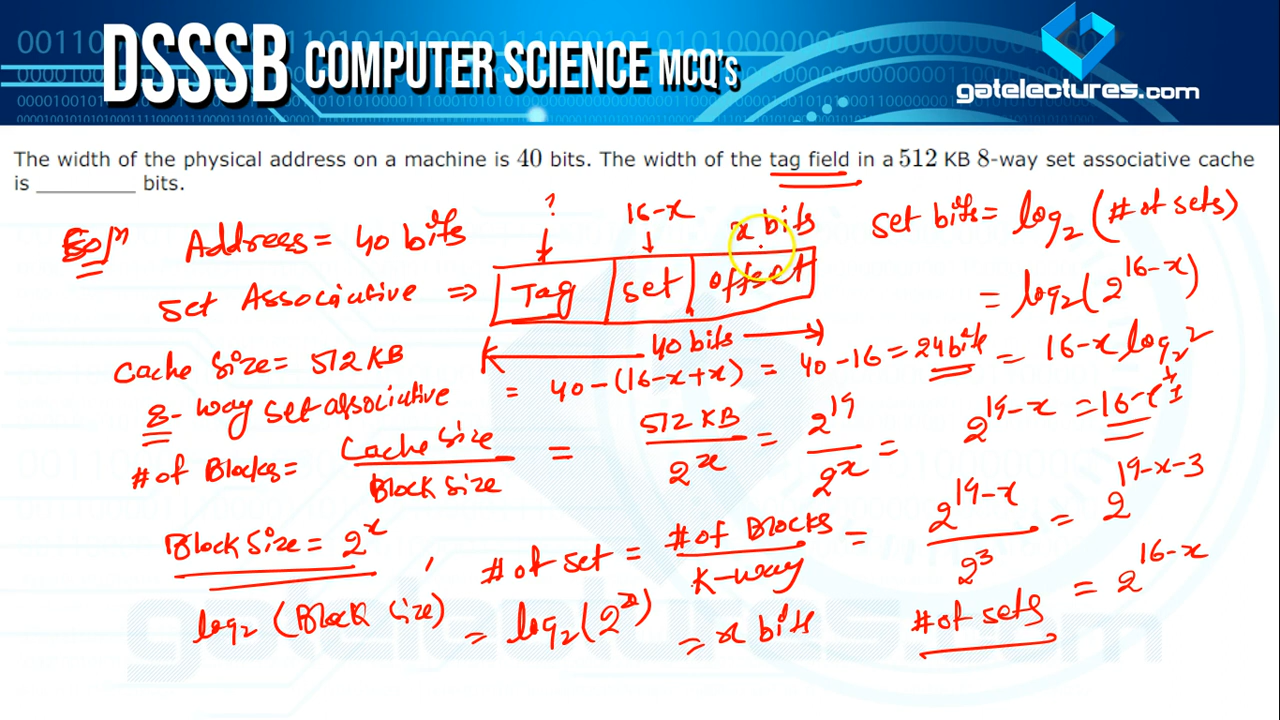 DSSSB COMPUTER SCIENCE MCQ's
gatelectures.com
The width of the physical address on a machine is 40 bits. The width of the tag field in a 512 KB 8-way set associative cache
is _________ bits.
Solⁿ Address = 40 bits
? 16-x x bits
set bits = log₂ (# of sets)
Set Associative ⇒ Tag set offset
= log₂(2^(16-x))
40 bits
Cache Size = 512 KB
= 40-(16-x+x) = 40-16 = 24 bits
= 16-x log₂2
8-way set associative
= 16-x
# of Blocks = Cache Size / Block Size = 512 KB / 2^x = 2^19 / 2^x = 2^(19-x)
Block Size = 2^x , # of set = # of Blocks / K-way = 2^(19-x) / 2^3 = 2^(19-x-3)
# of sets = 2^(16-x)
log₂ (Block Size) = log₂(2^x) = x bits
gatelectures.com